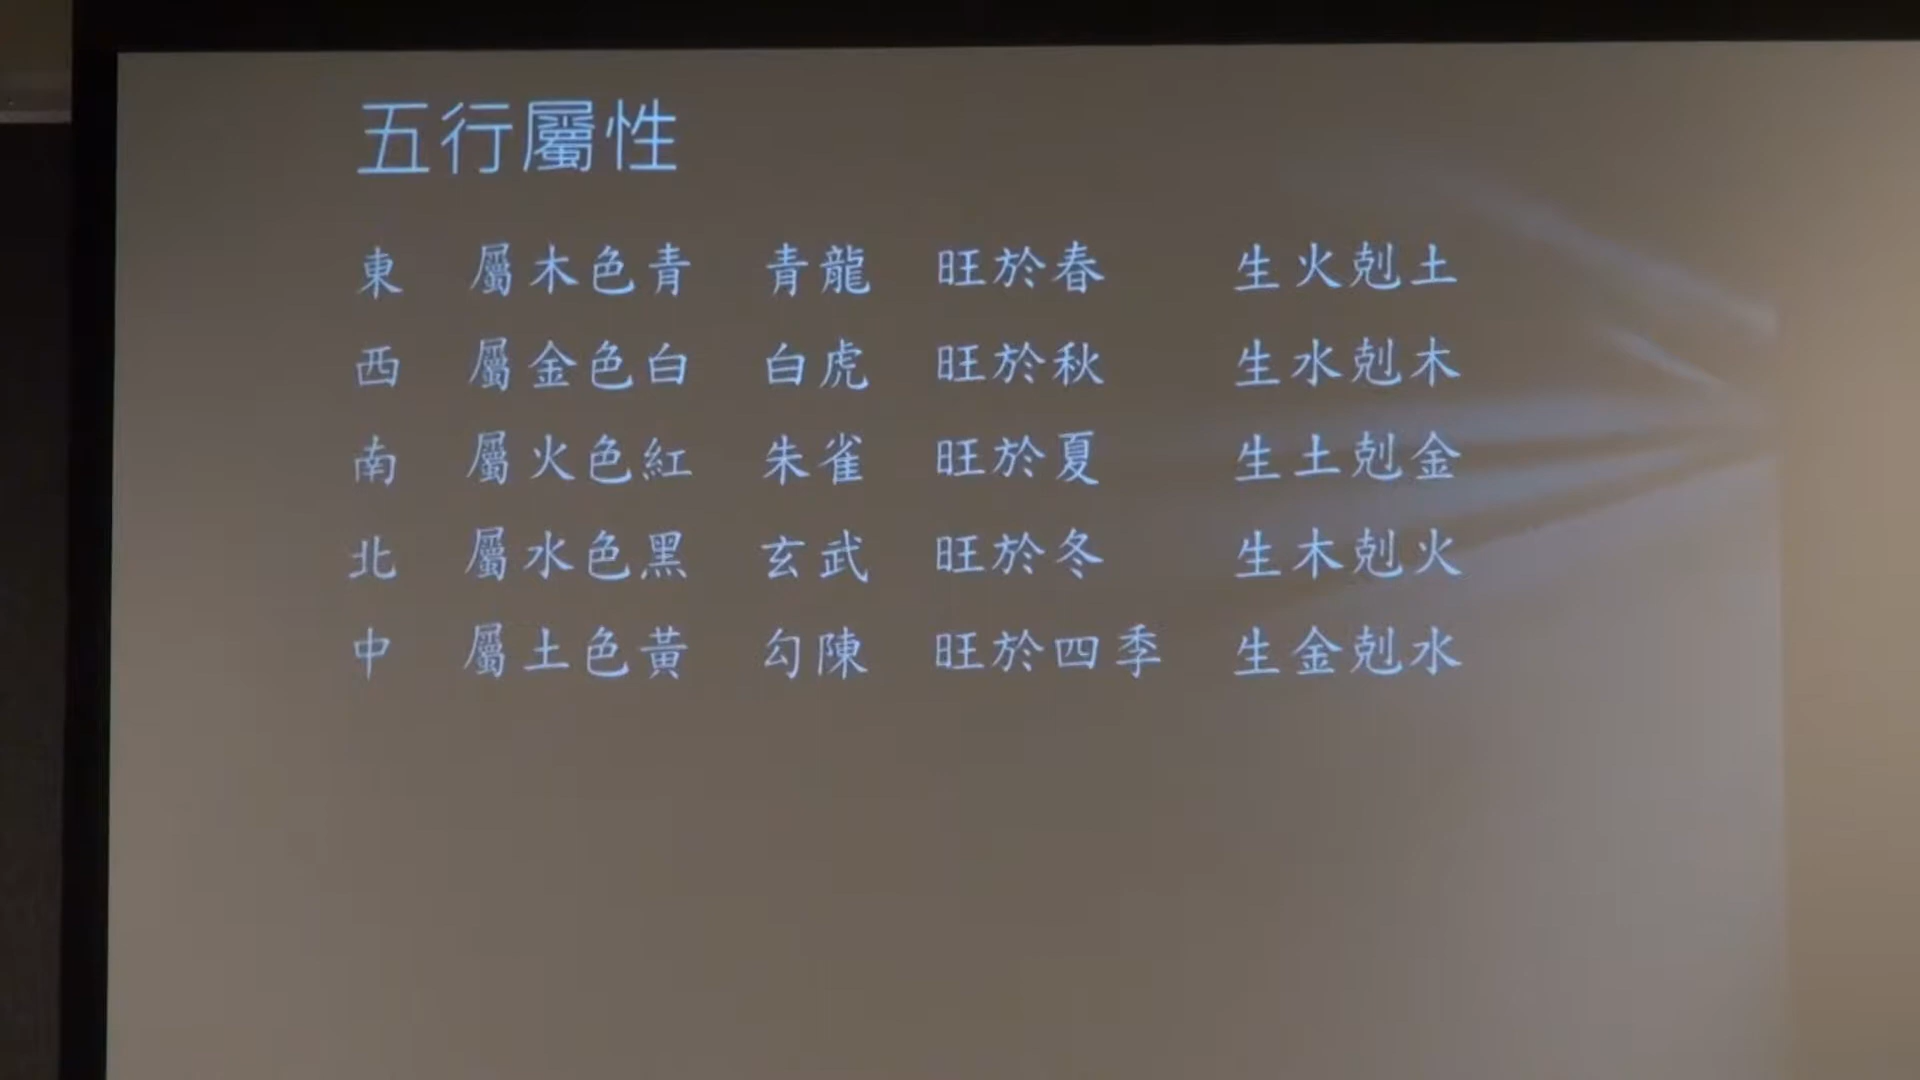 五行屬性
東 屬木色青 青龍 旺於春 生火剋土
西 屬金色白 白虎 旺於秋 生水剋木
南 屬火色紅 朱雀 旺於夏 生土剋金
北 屬水色黑 玄武 旺於冬 生木剋火
中 屬土色黃 勾陳 旺於四季 生金剋水